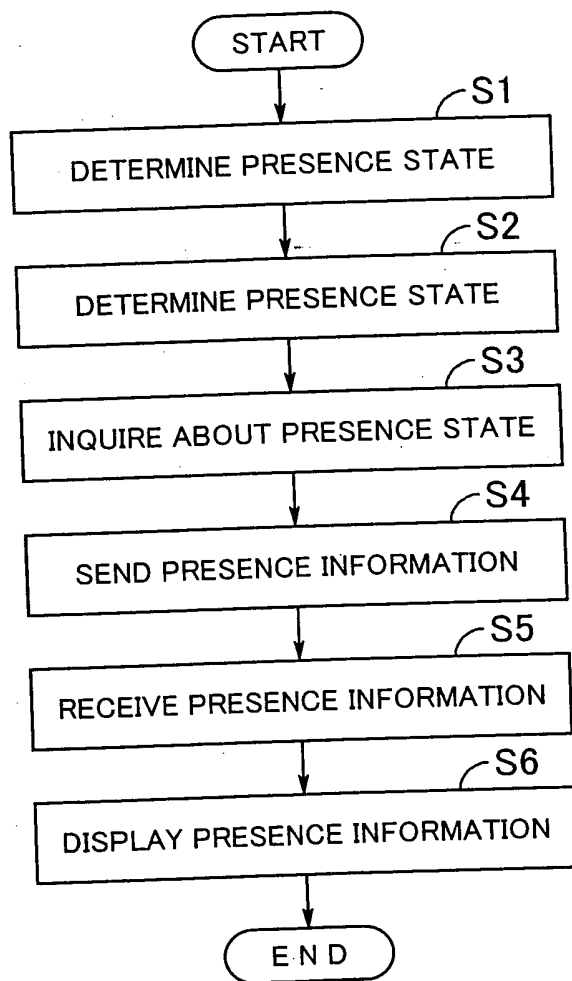 START
S1
DETERMINE PRESENCE STATE
S2
DETERMINE PRESENCE STATE
S3
INQUIRE ABOUT PRESENCE STATE
S4
SEND PRESENCE INFORMATION
S5
RECEIVE PRESENCE INFORMATION
S6
DISPLAY PRESENCE INFORMATION
END